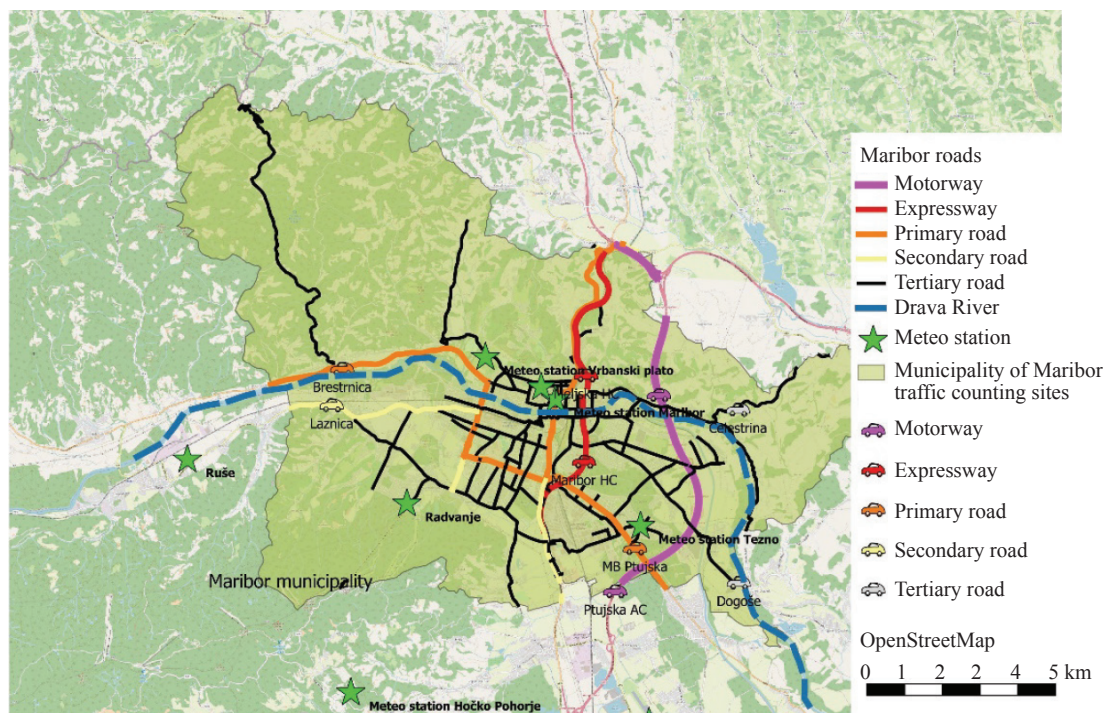 Brestrnica
Laznica
Ruše
Radvanje
Maribor municipality
Meteo station Vrbanski plato
Meljska HC
Meteo station Maribor
Celestrina
Maribor HC
Meteo station Tezno
MB Ptujska
Ptujska AC
Dogoše
Meteo station Hočko Pohorje
Maribor roads
Motorway
Expressway
Primary road
Secondary road
Tertiary road
Drava River
Meteo station
Municipality of Maribor
traffic counting sites
Motorway
Expressway
Primary road
Secondary road
Tertiary road
OpenStreetMap
0 1 2 4 5 km